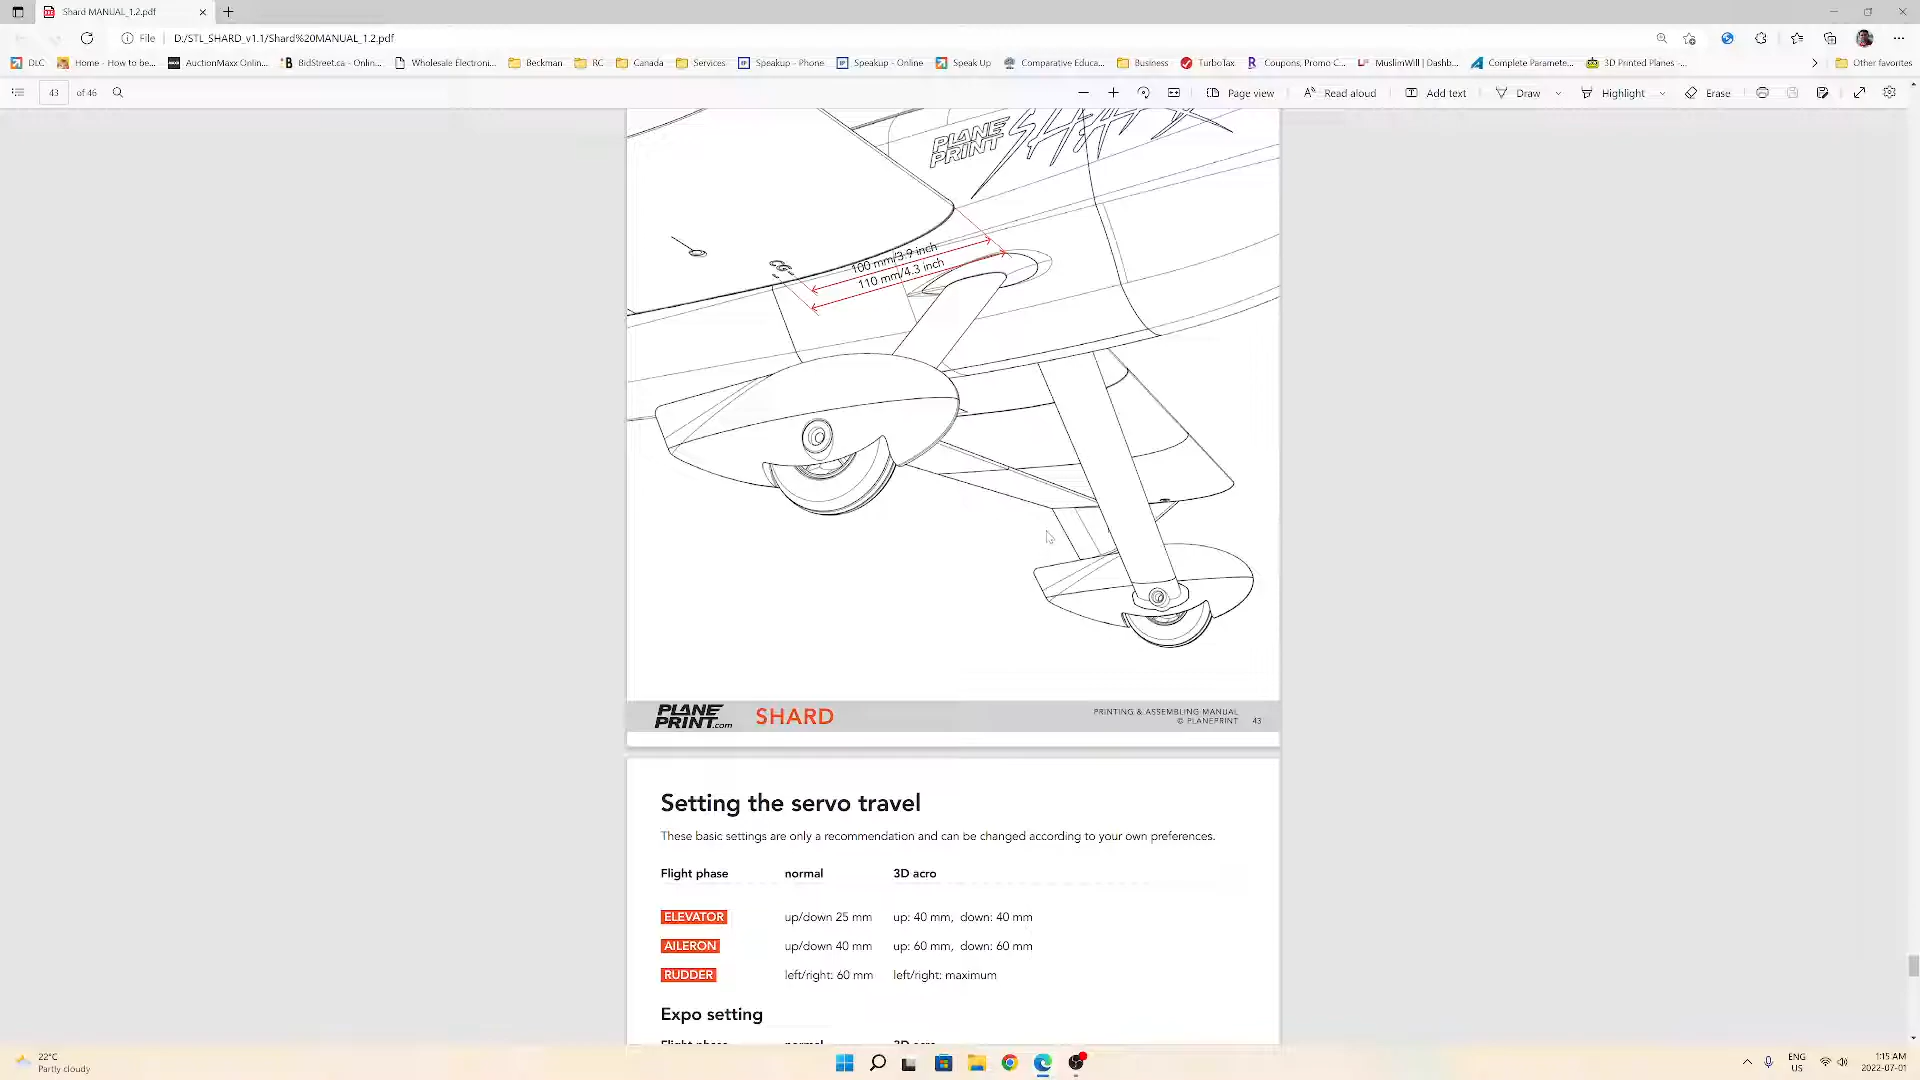 Shard MANUAL_1.2.pdf
File D:/STL_SHARD_v1.1/Shard%20MANUAL_1.2.pdf
DLC Home - How to be... AuctionMaxx Onlin... BidStreet.ca - Onlin... Wholesale Electroni... Beckman RC Canada Services Speakup - Phone Speakup - Online Speak Up Comparative Educa... Business TurboTax Coupons, Promo C... MuslimWill | Dashb... Complete Paramete... 3D Printed Planes -... Other favorites
43 of 46 Page view Read aloud Add text Draw Highlight Erase
PLANE
PRINT
SHARD
100 mm/3.9 inch
110 mm/4.3 inch
CG
PLANE
PRINT.com
SHARD
PRINTING & ASSEMBLING MANUAL
© PLANEPRINT 43
Setting the servo travel
These basic settings are only a recommendation and can be changed according to your own preferences.
Flight phase normal 3D acro
ELEVATOR up/down 25 mm up: 40 mm, down: 40 mm
AILERON up/down 40 mm up: 60 mm, down: 60 mm
RUDDER left/right: 60 mm left/right: maximum
Expo setting
Flight phase normal 3D acro
22°C
Partly cloudy
ENG
US
1:15 AM
2022-07-01